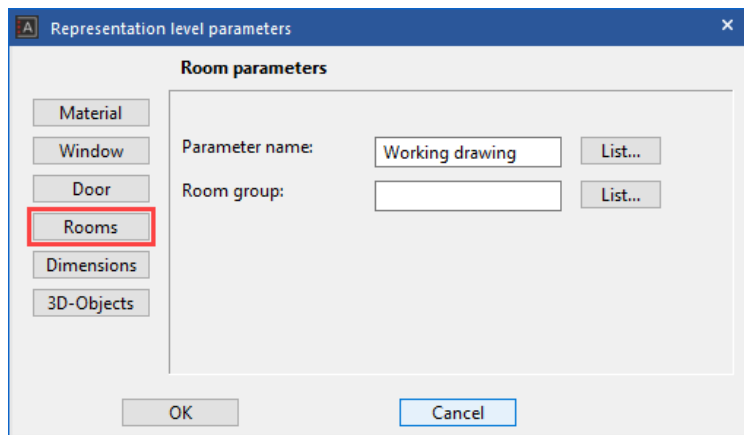 A Representation level parameters ×
Room parameters
Material
Window
Door
Rooms
Dimensions
3D-Objects
Parameter name: Working drawing List...
Room group: List...
OK Cancel